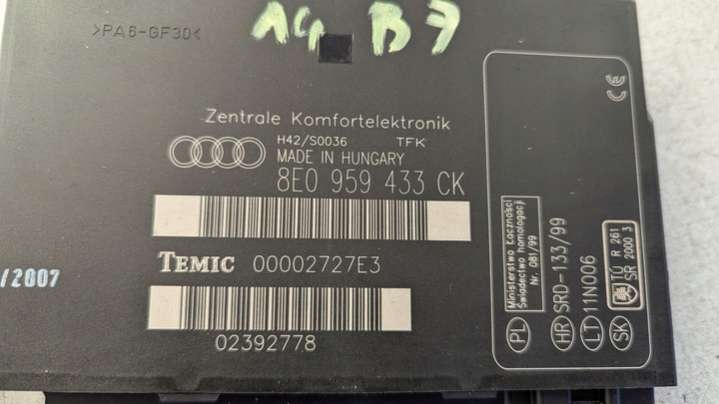 >PA6-GF30<
A4 B7
Zentrale Komfortelektronik
H42/S0036 TFK
MADE IN HUNGARY
8E0 959 433 CK
TEMIC 00002727E3
/2007
02392778
CE
PL
Ministerstwo Łączności
Świadectwo homologacji
Nr. 081/99
HR SRD-133/99
LT 11N006
SK
TÚ R 261
SR 2000 3